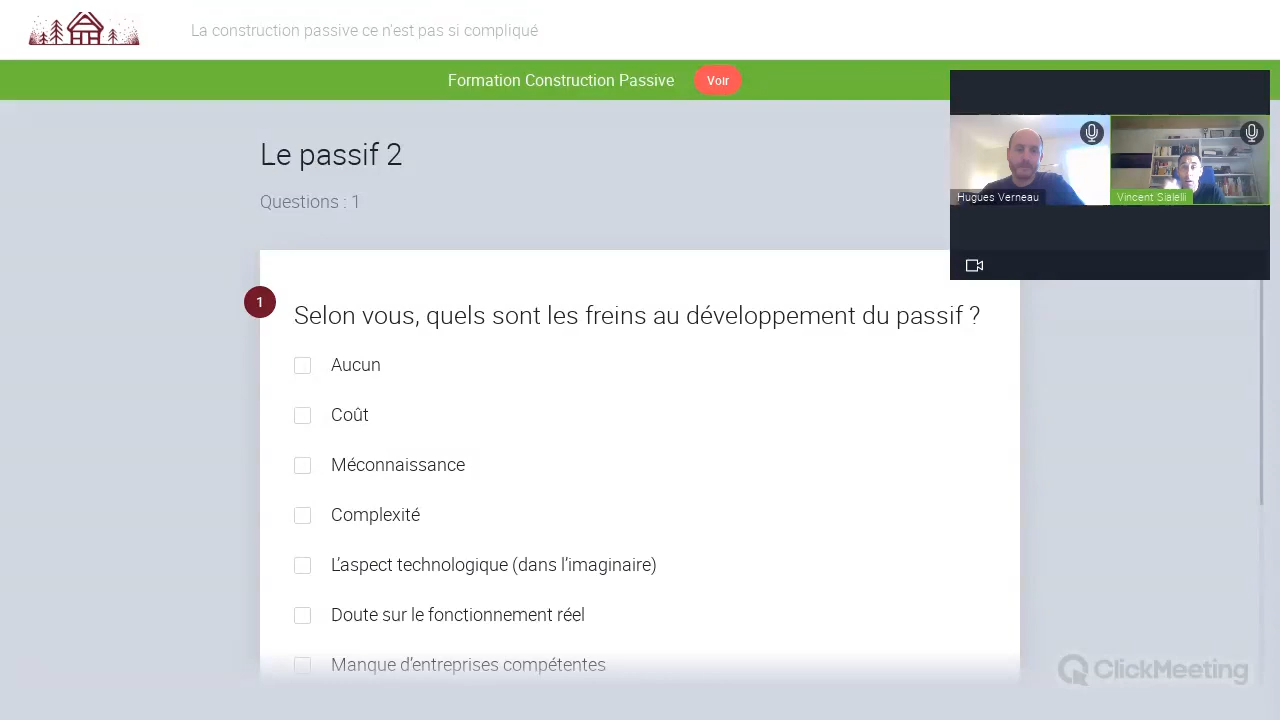 La construction passive ce n'est pas si compliqué
Formation Construction Passive
Voir
Le passif 2
Questions : 1
Hugues Verneau
Vincent Sialelli
1
Selon vous, quels sont les freins au développement du passif ?
Aucun
Coût
Méconnaissance
Complexité
L’aspect technologique (dans l’imaginaire)
Doute sur le fonctionnement réel
Manque d’entreprises compétentes
ClickMeeting